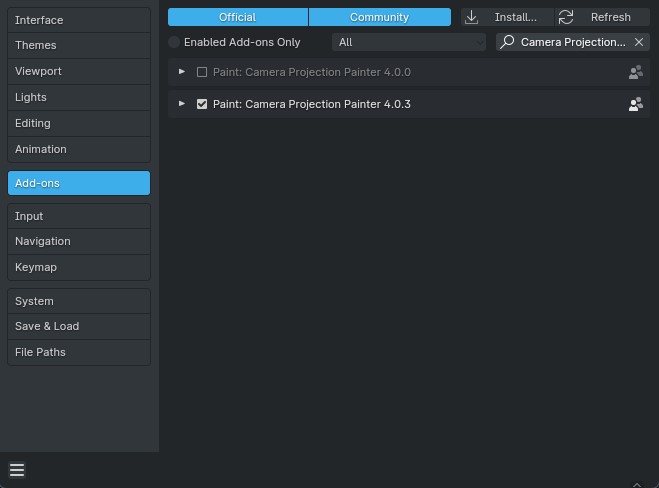 Interface
Themes
Viewport
Lights
Editing
Animation
Add-ons
Input
Navigation
Keymap
System
Save & Load
File Paths
Official
Community
Install...
Refresh
Enabled Add-ons Only
All
Camera Projection...
Paint: Camera Projection Painter 4.0.0
Paint: Camera Projection Painter 4.0.3